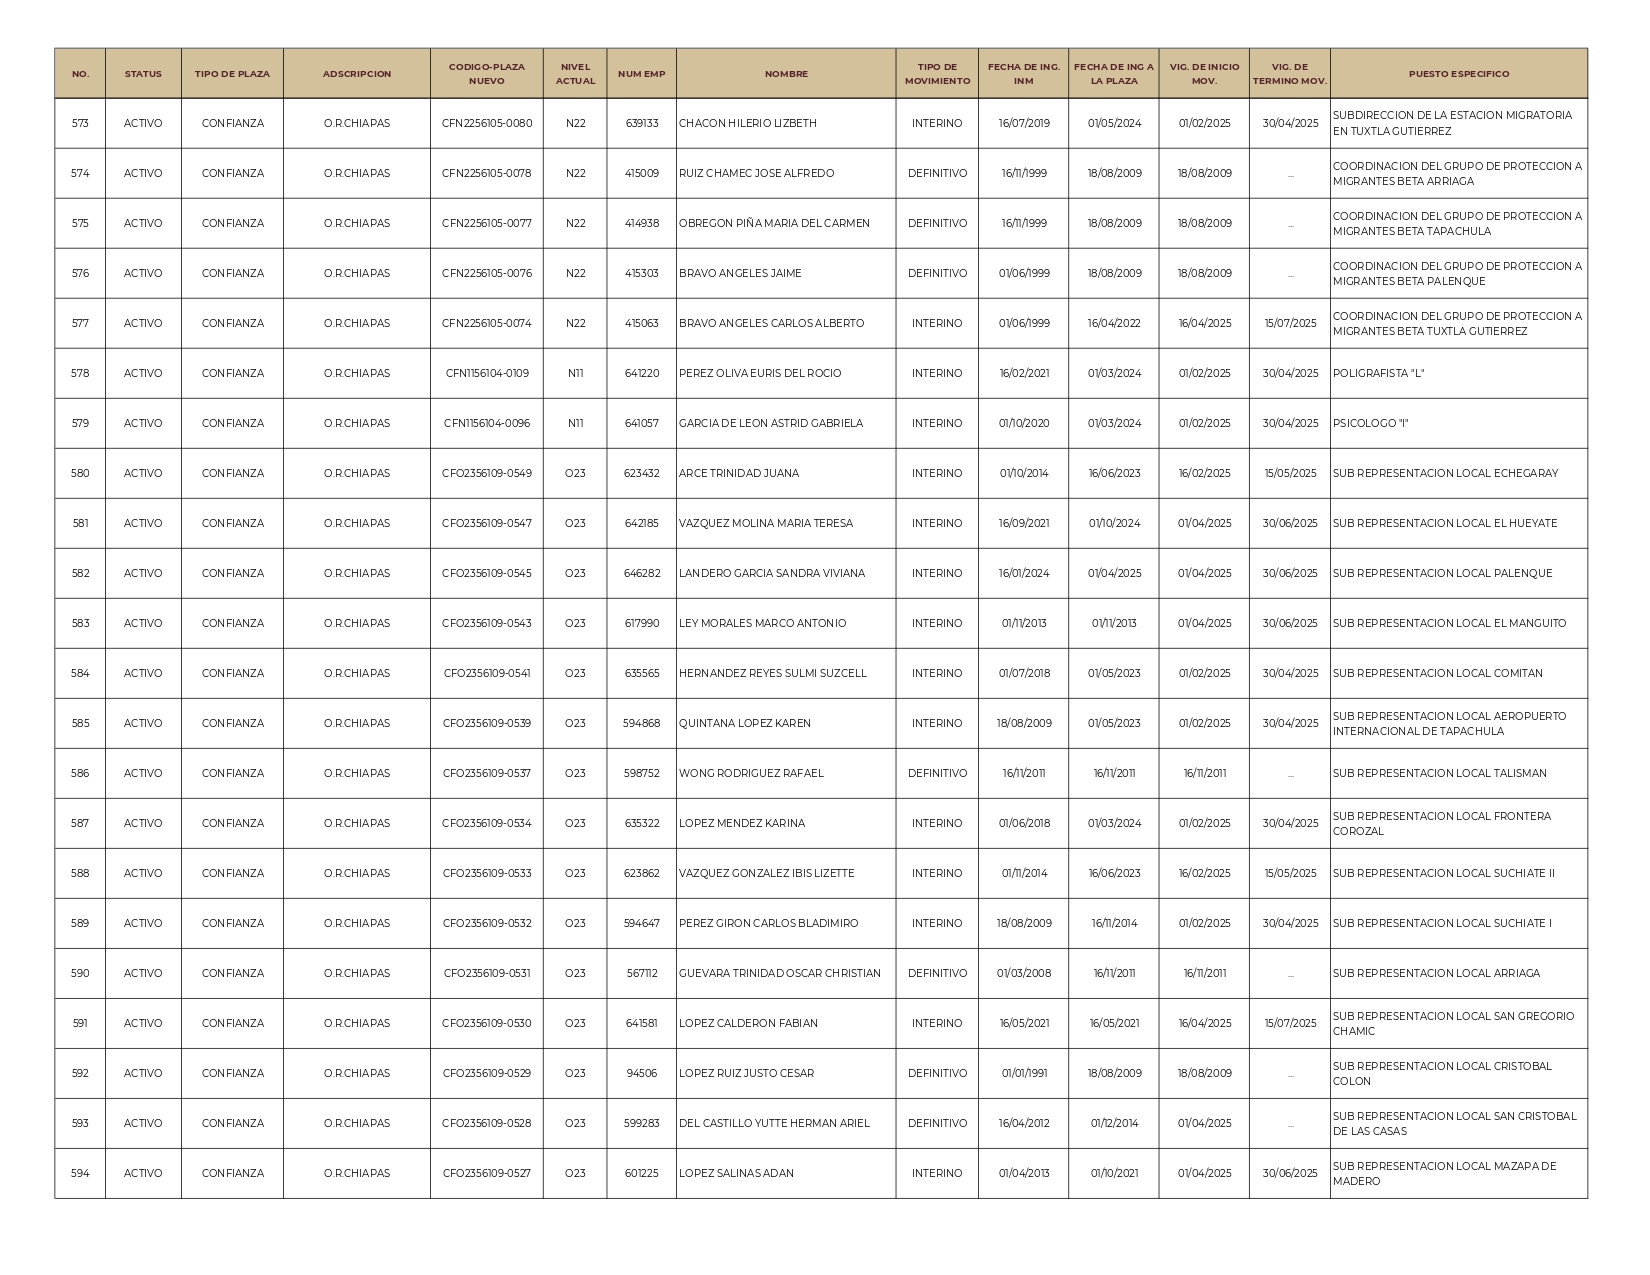 NO. STATUS TIPO DE PLAZA ADSCRIPCION CODIGO-PLAZA NUEVO NIVEL ACTUAL NUM EMP NOMBRE TIPO DE MOVIMIENTO FECHA DE ING. INM FECHA DE ING A LA PLAZA VIG. DE INICIO MOV. VIG. DE TERMINO MOV. PUESTO ESPECIFICO
573 ACTIVO CONFIANZA O.R.CHIAPAS CFN2256105-0080 N22 639133 CHACON HILERIO LIZBETH INTERINO 16/07/2019 01/05/2024 01/02/2025 30/04/2025 SUBDIRECCION DE LA ESTACION MIGRATORIA
EN TUXTLA GUTIERREZ
574 ACTIVO CONFIANZA O.R.CHIAPAS CFN2256105-0078 N22 415009 RUIZ CHAMEC JOSE ALFREDO DEFINITIVO 16/11/1999 18/08/2009 18/08/2009 ... COORDINACION DEL GRUPO DE PROTECCION A
MIGRANTES BETA ARRIAGA
575 ACTIVO CONFIANZA O.R.CHIAPAS CFN2256105-0077 N22 414938 OBREGON PIÑA MARIA DEL CARMEN DEFINITIVO 16/11/1999 18/08/2009 18/08/2009 ... COORDINACION DEL GRUPO DE PROTECCION A
MIGRANTES BETA TAPACHULA
576 ACTIVO CONFIANZA O.R.CHIAPAS CFN2256105-0076 N22 415303 BRAVO ANGELES JAIME DEFINITIVO 01/06/1999 18/08/2009 18/08/2009 ... COORDINACION DEL GRUPO DE PROTECCION A
MIGRANTES BETA PALENQUE
577 ACTIVO CONFIANZA O.R.CHIAPAS CFN2256105-0074 N22 415063 BRAVO ANGELES CARLOS ALBERTO INTERINO 01/06/1999 16/04/2022 16/04/2025 15/07/2025 COORDINACION DEL GRUPO DE PROTECCION A
MIGRANTES BETA TUXTLA GUTIERREZ
578 ACTIVO CONFIANZA O.R.CHIAPAS CFN1156104-0109 N11 641220 PEREZ OLIVA EURIS DEL ROCIO INTERINO 16/02/2021 01/03/2024 01/02/2025 30/04/2025 POLIGRAFISTA "L"
579 ACTIVO CONFIANZA O.R.CHIAPAS CFN1156104-0096 N11 641057 GARCIA DE LEON ASTRID GABRIELA INTERINO 01/10/2020 01/03/2024 01/02/2025 30/04/2025 PSICOLOGO "I"
580 ACTIVO CONFIANZA O.R.CHIAPAS CFO2356109-0549 O23 623432 ARCE TRINIDAD JUANA INTERINO 01/10/2014 16/06/2023 16/02/2025 15/05/2025 SUB REPRESENTACION LOCAL ECHEGARAY
581 ACTIVO CONFIANZA O.R.CHIAPAS CFO2356109-0547 O23 642185 VAZQUEZ MOLINA MARIA TERESA INTERINO 16/09/2021 01/10/2024 01/04/2025 30/06/2025 SUB REPRESENTACION LOCAL EL HUEYATE
582 ACTIVO CONFIANZA O.R.CHIAPAS CFO2356109-0545 O23 646282 LANDERO GARCIA SANDRA VIVIANA INTERINO 16/01/2024 01/04/2025 01/04/2025 30/06/2025 SUB REPRESENTACION LOCAL PALENQUE
583 ACTIVO CONFIANZA O.R.CHIAPAS CFO2356109-0543 O23 617990 LEY MORALES MARCO ANTONIO INTERINO 01/11/2013 01/11/2013 01/04/2025 30/06/2025 SUB REPRESENTACION LOCAL EL MANGUITO
584 ACTIVO CONFIANZA O.R.CHIAPAS CFO2356109-0541 O23 635565 HERNANDEZ REYES SULMI SUZCELL INTERINO 01/07/2018 01/05/2023 01/02/2025 30/04/2025 SUB REPRESENTACION LOCAL COMITAN
585 ACTIVO CONFIANZA O.R.CHIAPAS CFO2356109-0539 O23 594868 QUINTANA LOPEZ KAREN INTERINO 18/08/2009 01/05/2023 01/02/2025 30/04/2025 SUB REPRESENTACION LOCAL AEROPUERTO
INTERNACIONAL DE TAPACHULA
586 ACTIVO CONFIANZA O.R.CHIAPAS CFO2356109-0537 O23 598752 WONG RODRIGUEZ RAFAEL DEFINITIVO 16/11/2011 16/11/2011 16/11/2011 ... SUB REPRESENTACION LOCAL TALISMAN
587 ACTIVO CONFIANZA O.R.CHIAPAS CFO2356109-0534 O23 635322 LOPEZ MENDEZ KARINA INTERINO 01/06/2018 01/03/2024 01/02/2025 30/04/2025 SUB REPRESENTACION LOCAL FRONTERA
COROZAL
588 ACTIVO CONFIANZA O.R.CHIAPAS CFO2356109-0533 O23 623862 VAZQUEZ GONZALEZ IBIS LIZETTE INTERINO 01/11/2014 16/06/2023 16/02/2025 15/05/2025 SUB REPRESENTACION LOCAL SUCHIATE II
589 ACTIVO CONFIANZA O.R.CHIAPAS CFO2356109-0532 O23 594647 PEREZ GIRON CARLOS BLADIMIRO INTERINO 18/08/2009 16/11/2014 01/02/2025 30/04/2025 SUB REPRESENTACION LOCAL SUCHIATE I
590 ACTIVO CONFIANZA O.R.CHIAPAS CFO2356109-0531 O23 567112 GUEVARA TRINIDAD OSCAR CHRISTIAN DEFINITIVO 01/03/2008 16/11/2011 16/11/2011 ... SUB REPRESENTACION LOCAL ARRIAGA
591 ACTIVO CONFIANZA O.R.CHIAPAS CFO2356109-0530 O23 641581 LOPEZ CALDERON FABIAN INTERINO 16/05/2021 16/05/2021 16/04/2025 15/07/2025 SUB REPRESENTACION LOCAL SAN GREGORIO
CHAMIC
592 ACTIVO CONFIANZA O.R.CHIAPAS CFO2356109-0529 O23 94506 LOPEZ RUIZ JUSTO CESAR DEFINITIVO 01/01/1991 18/08/2009 18/08/2009 ... SUB REPRESENTACION LOCAL CRISTOBAL
COLON
593 ACTIVO CONFIANZA O.R.CHIAPAS CFO2356109-0528 O23 599283 DEL CASTILLO YUTTE HERMAN ARIEL DEFINITIVO 16/04/2012 01/12/2014 01/04/2025 ... SUB REPRESENTACION LOCAL SAN CRISTOBAL
DE LAS CASAS
594 ACTIVO CONFIANZA O.R.CHIAPAS CFO2356109-0527 O23 601225 LOPEZ SALINAS ADAN INTERINO 01/04/2013 01/10/2021 01/04/2025 30/06/2025 SUB REPRESENTACION LOCAL MAZAPA DE
MADERO